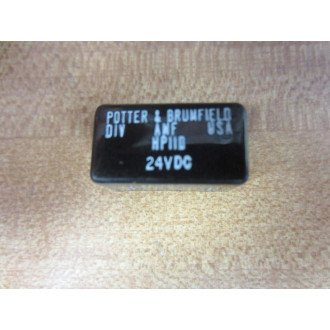 POTTER & BRUMFIELD
DIV AMF USA
HP11D
24VDC